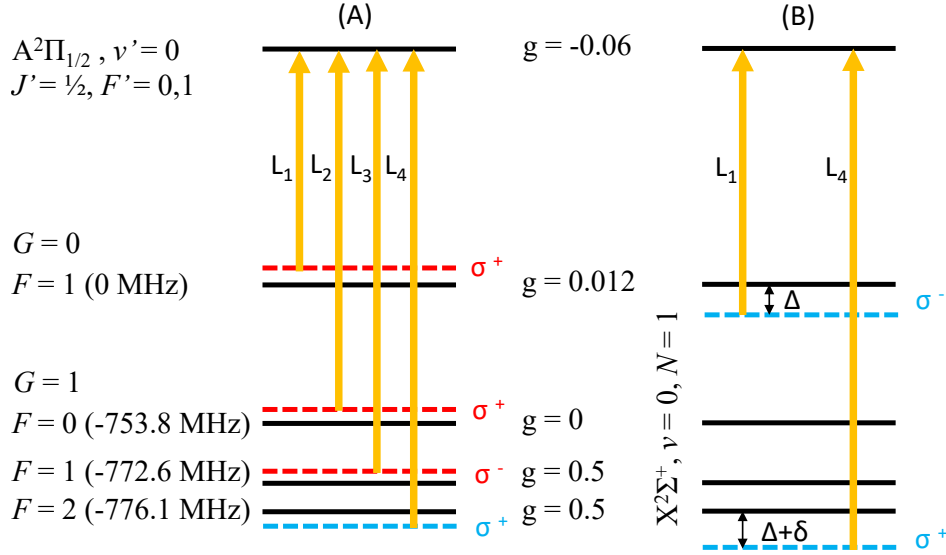 (A)
(B)
A²Π₁/₂ , v’ = 0
J’ = ½, F’ = 0,1
g = -0.06
L₁
L₂
L₃
L₄
L₁
L₄
G = 0
σ⁺
F = 1 (0 MHz)
g = 0.012
Δ
σ⁻
G = 1
σ⁺
F = 0 (-753.8 MHz)
g = 0
σ⁻
F = 1 (-772.6 MHz)
g = 0.5
F = 2 (-776.1 MHz)
σ⁺
g = 0.5
Δ+δ
σ⁺
X²Σ⁺, v = 0, N = 1